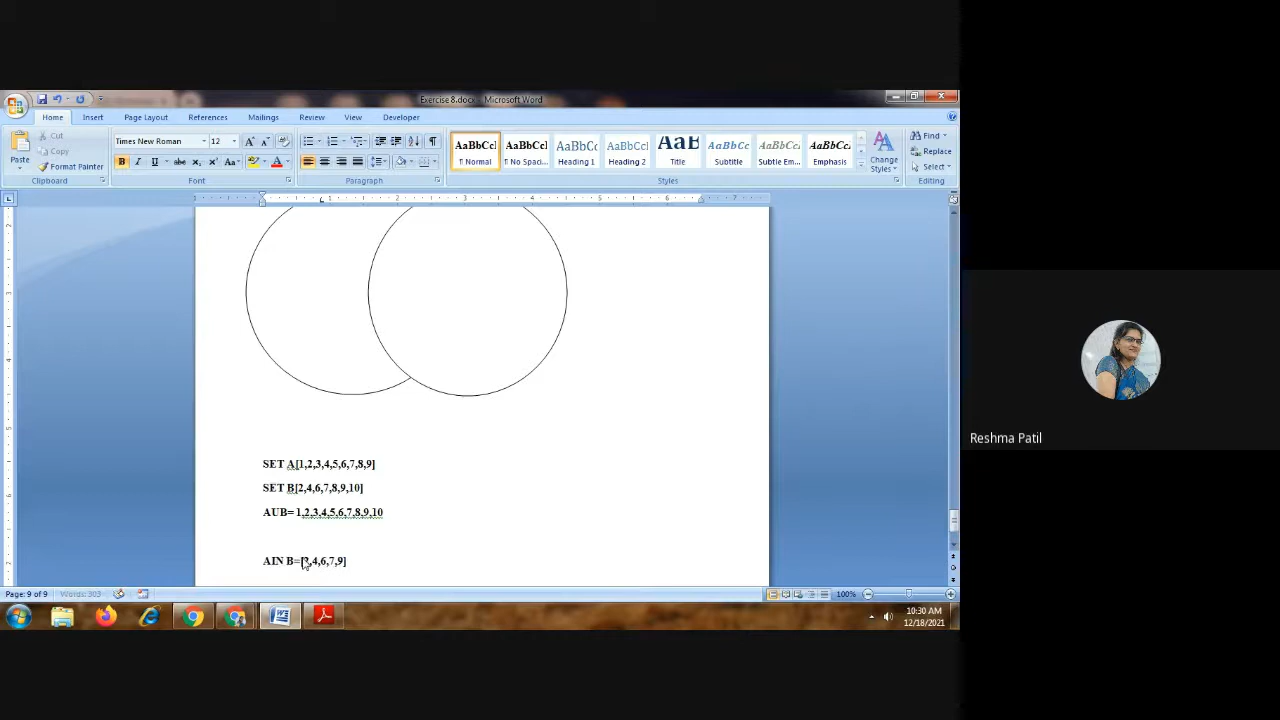 Exercise 8.docx - Microsoft Word
Home Insert Page Layout References Mailings Review View Developer
Paste
Cut
Copy
Format Painter
Clipboard
Times New Roman 12
Font
Paragraph
AaBbCcI AaBbCcI AaBbCc AaBbCc AaB AaBbCc AaBbCcI AaBbCcI
¶ Normal ¶ No Spaci... Heading 1 Heading 2 Title Subtitle Subtle Em... Emphasis
Change Styles
Styles
Find
Replace
Select
Editing
SET A[1,2,3,4,5,6,7,8,9]
SET B[2,4,6,7,8,9,10]
AUB= 1,2,3,4,5,6,7,8,9,10
AIN B=[2,4,6,7,9]
Page: 9 of 9 Words: 303 100%
10:30 AM
12/18/2021
Reshma Patil